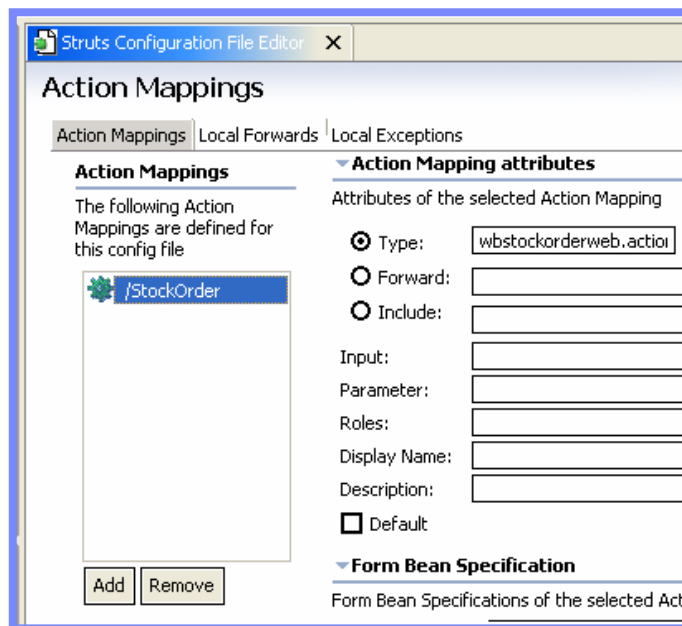 Struts Configuration File Editor
Action Mappings
Action Mappings Local Forwards Local Exceptions
Action Mappings
The following Action
Mappings are defined for
this config file
/StockOrder
Add Remove
Action Mapping attributes
Attributes of the selected Action Mapping
Type: wbstockorderweb.action
Forward:
Include:
Input:
Parameter:
Roles:
Display Name:
Description:
Default
Form Bean Specification
Form Bean Specifications of the selected Act